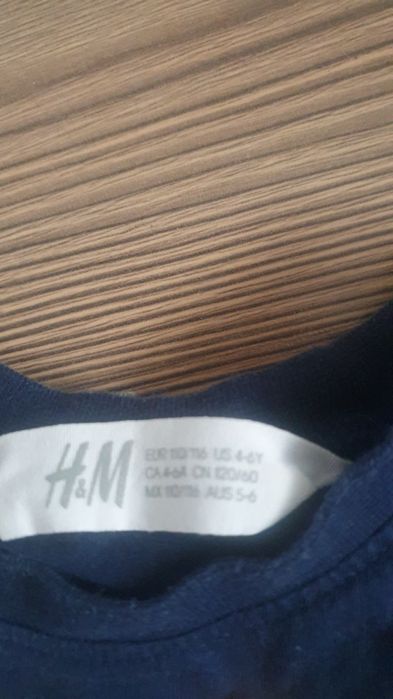 H&M
EUR 110/116 US 4-6Y
CA 4-6A CN 120/60
MX 110/116 AUS 5-6